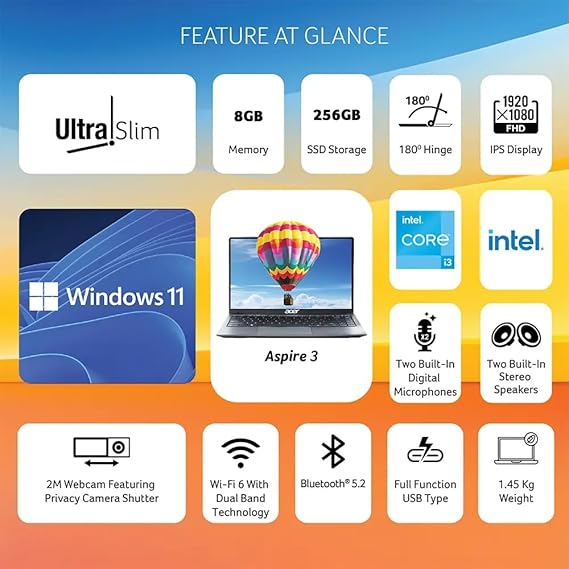 FEATURE AT GLANCE
Ultra Slim
8GB
Memory
256GB
SSD Storage
180⁰
180⁰ Hinge
1920
×1080
FHD
IPS Display
Windows 11
acer
Aspire 3
intel.
CORE
i3
intel.
x2
Two Built-In
Digital
Microphones
Two Built-In
Stereo
Speakers
2M Webcam Featuring
Privacy Camera Shutter
Wi-Fi 6 With
Dual Band
Technology
Bluetooth® 5.2
Full Function
USB Type
1.45 Kg
Weight